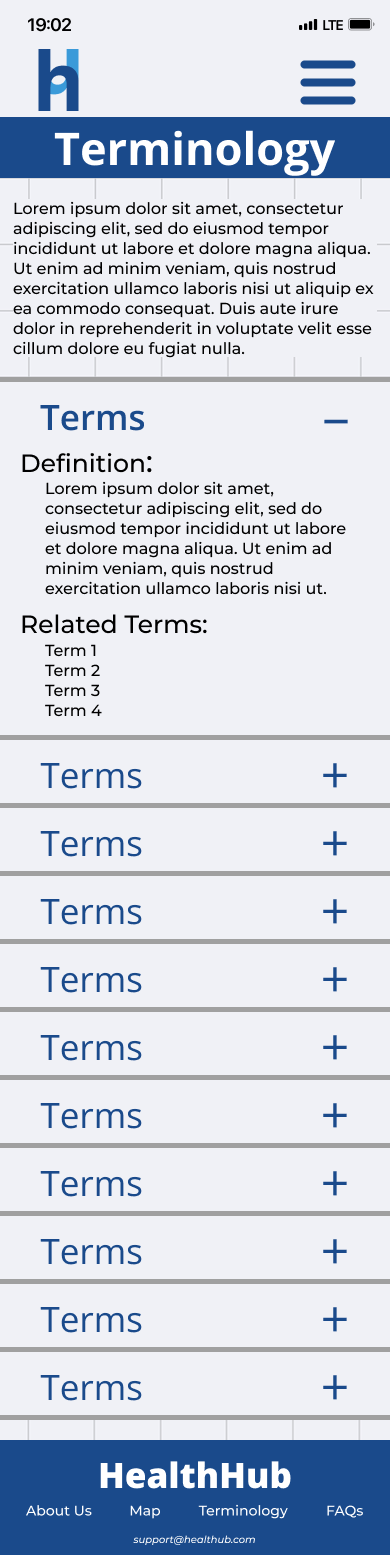 19:02 LTE
h
Terminology
Lorem ipsum dolor sit amet, consectetur
adipiscing elit, sed do eiusmod tempor
incididunt ut labore et dolore magna aliqua.
Ut enim ad minim veniam, quis nostrud
exercitation ullamco laboris nisi ut aliquip ex
ea commodo consequat. Duis aute irure
dolor in reprehenderit in voluptate velit esse
cillum dolore eu fugiat nulla.
Terms −
Definition:
Lorem ipsum dolor sit amet,
consectetur adipiscing elit, sed do
eiusmod tempor incididunt ut labore
et dolore magna aliqua. Ut enim ad
minim veniam, quis nostrud
exercitation ullamco laboris nisi ut.
Related Terms:
Term 1
Term 2
Term 3
Term 4
Terms +
Terms +
Terms +
Terms +
Terms +
Terms +
Terms +
Terms +
Terms +
Terms +
HealthHub
About Us Map Terminology FAQs
support@healthhub.com